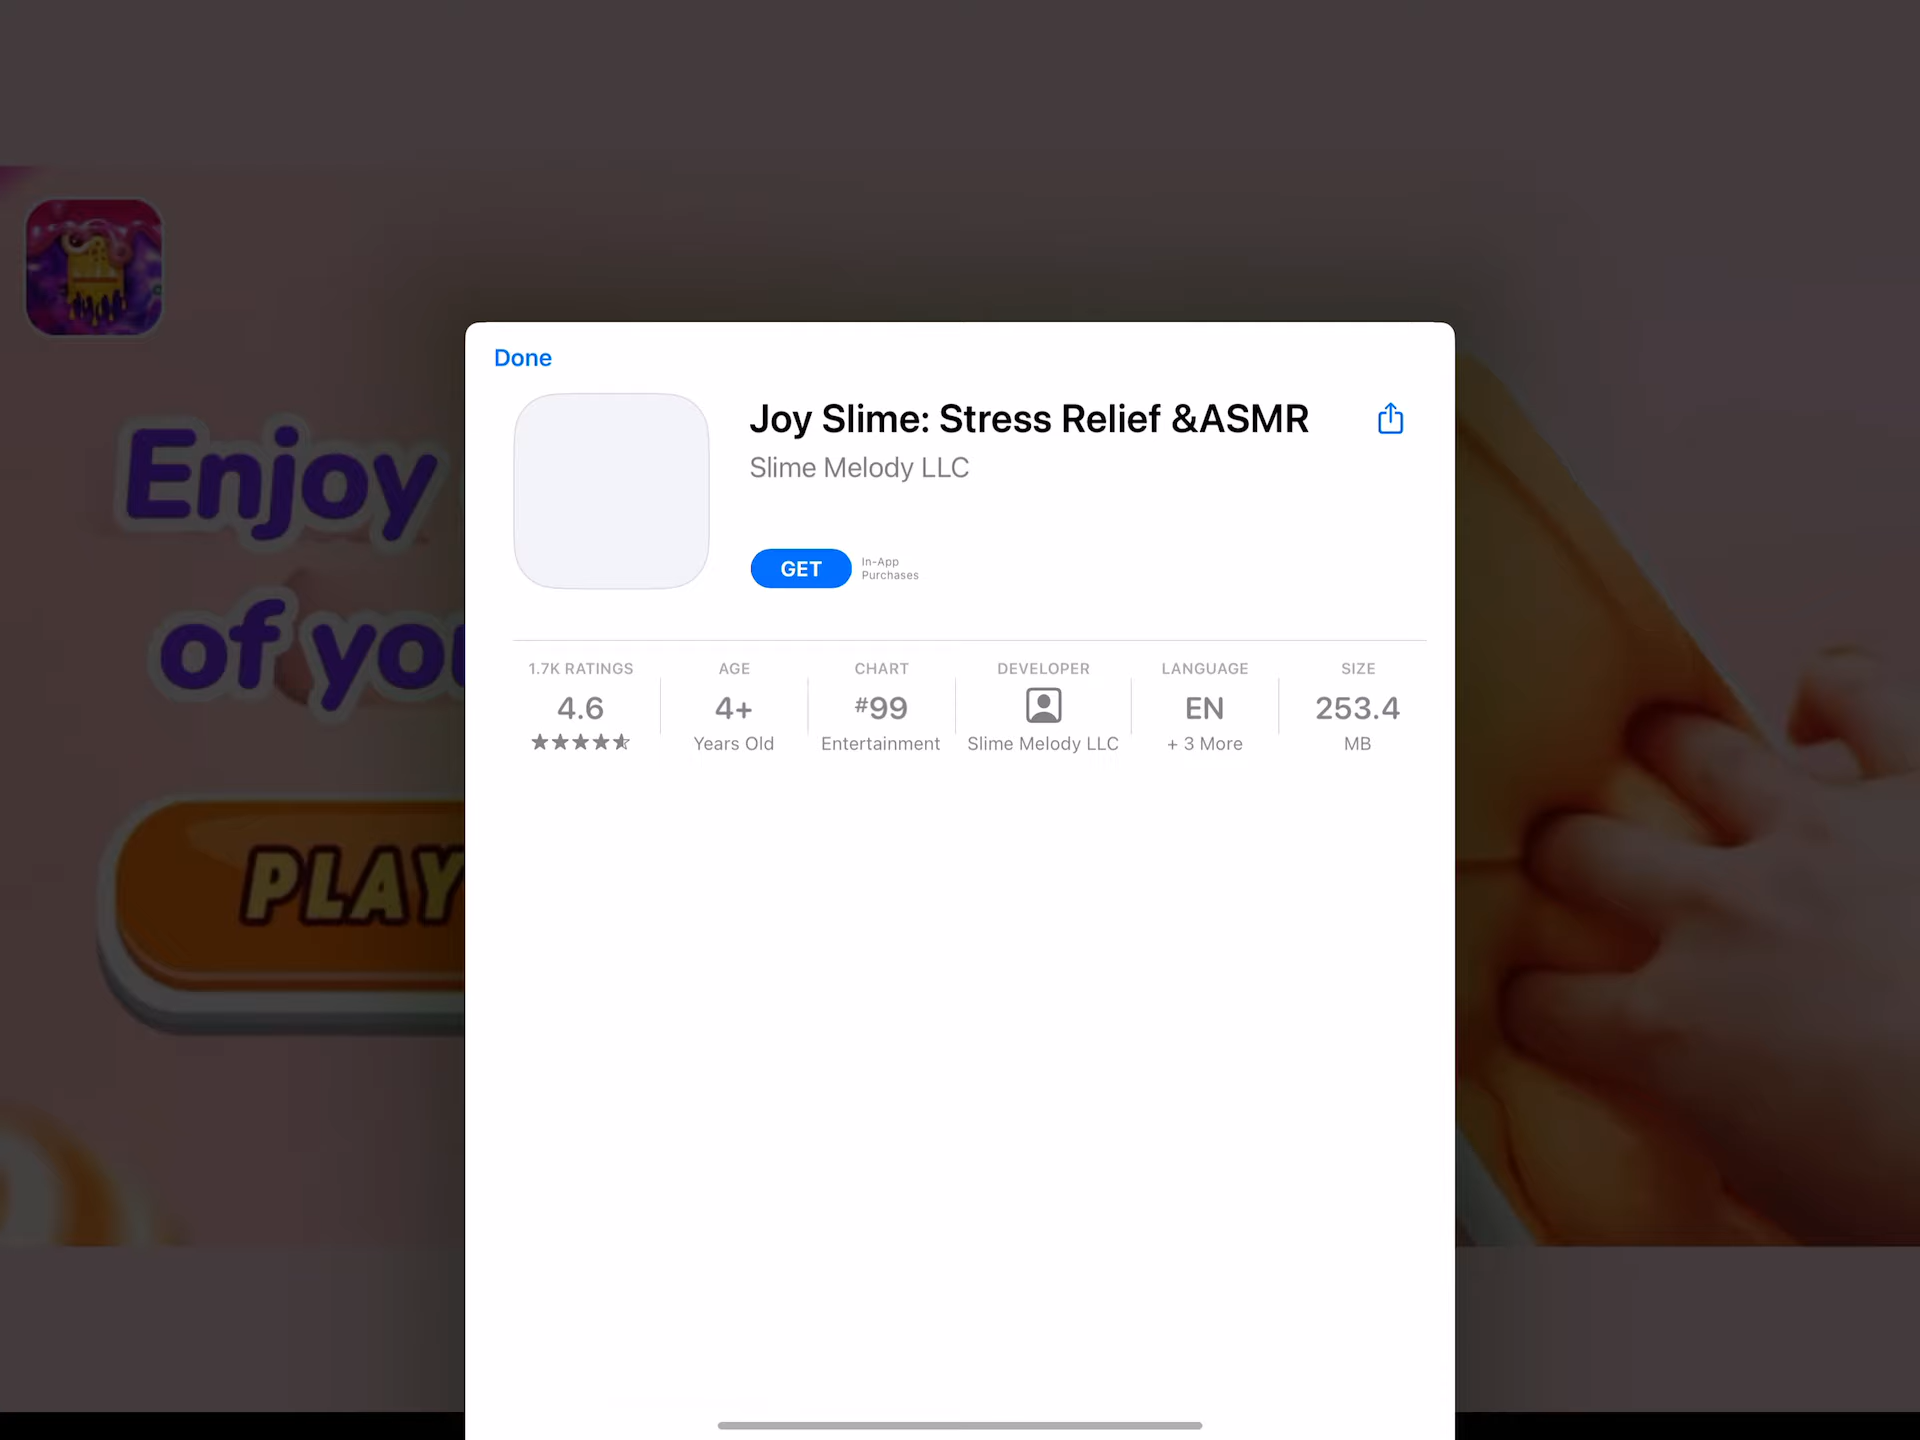 Done
Joy Slime: Stress Relief &ASMR
Slime Melody LLC
GET
In-App
Purchases
1.7K RATINGS
4.6
AGE
4+
Years Old
CHART
#99
Entertainment
DEVELOPER
Slime Melody LLC
LANGUAGE
EN
+ 3 More
SIZE
253.4
MB
Enjoy
of you
PLAY